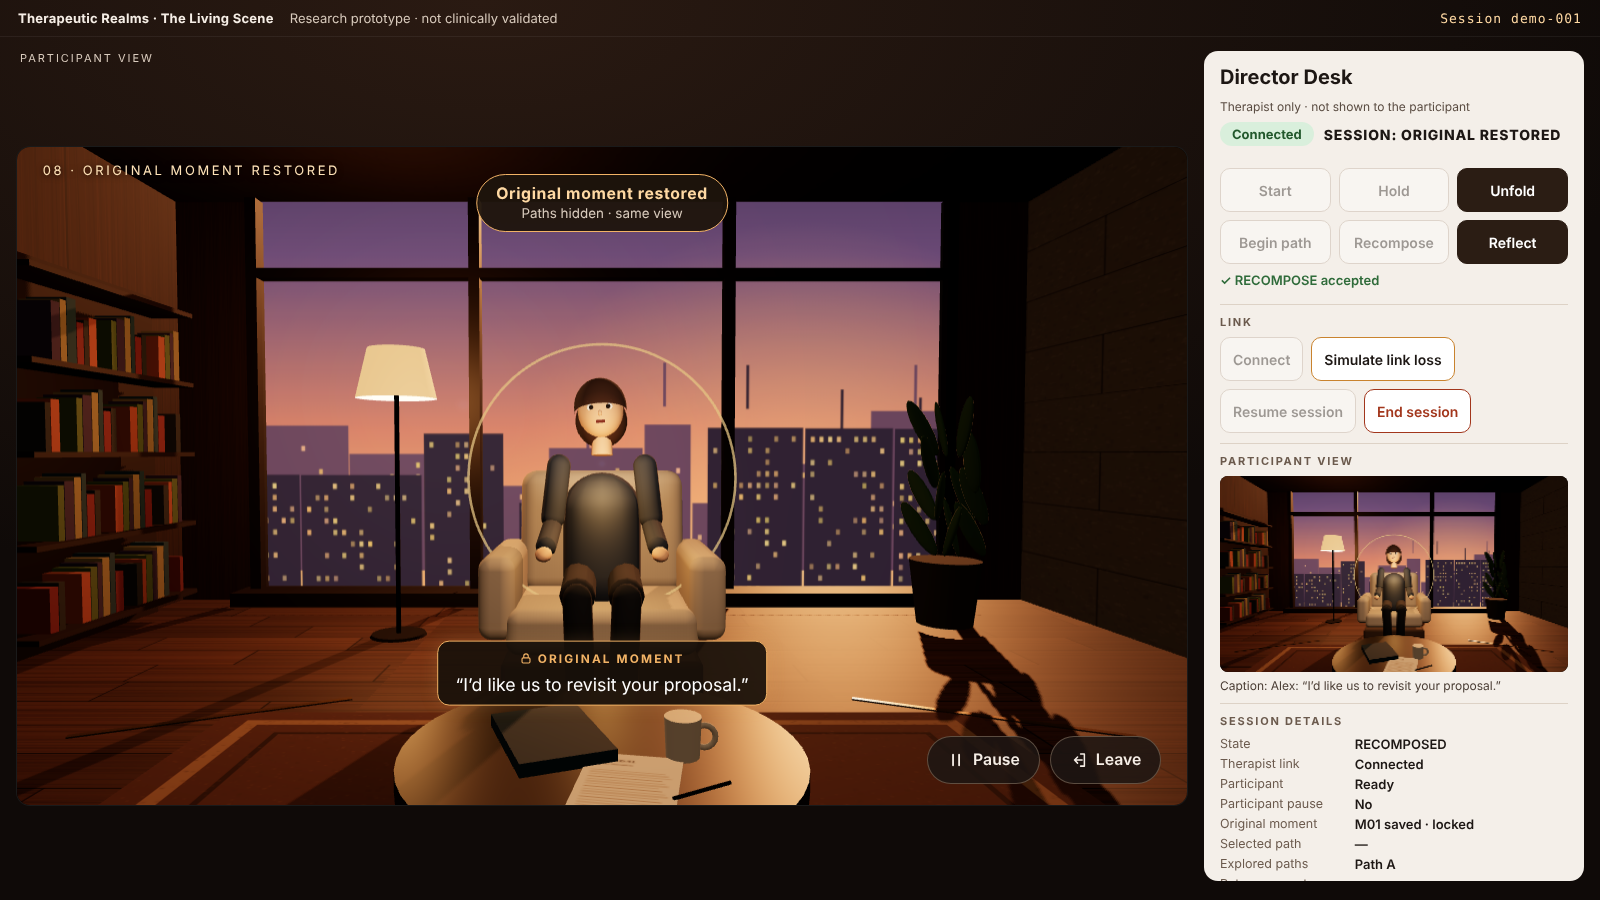 Therapeutic Realms · The Living Scene Research prototype · not clinically validated
Session demo-001
PARTICIPANT VIEW
08 · ORIGINAL MOMENT RESTORED
Original moment restored
Paths hidden · same view
ORIGINAL MOMENT
“I’d like us to revisit your proposal.”
Pause
Leave
Director Desk
Therapist only · not shown to the participant
Connected SESSION: ORIGINAL RESTORED
Start Hold Unfold
Begin path Recompose Reflect
✓ RECOMPOSE accepted
LINK
Connect Simulate link loss
Resume session End session
PARTICIPANT VIEW
Caption: Alex: “I’d like us to revisit your proposal.”
SESSION DETAILS
State RECOMPOSED
Therapist link Connected
Participant Ready
Participant pause No
Original moment M01 saved · locked
Selected path —
Explored paths Path A